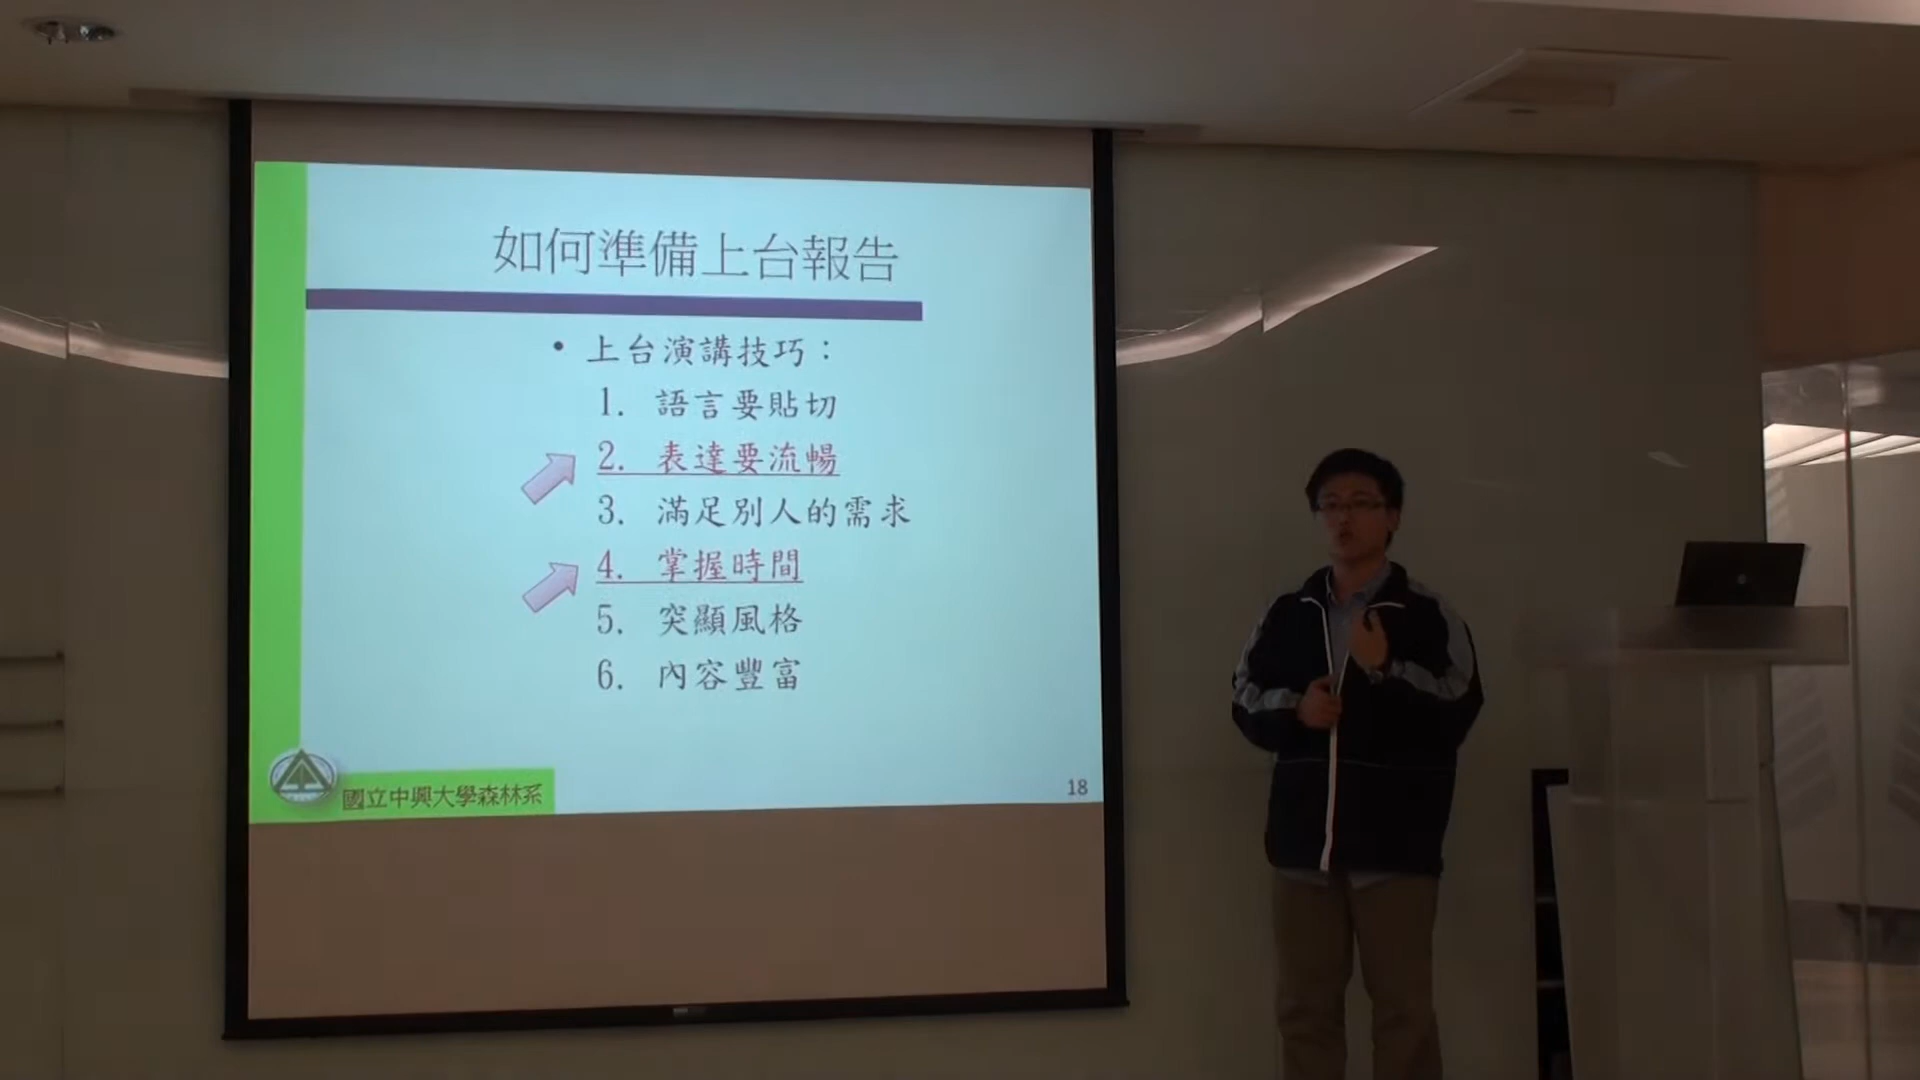 如何準備上台報告
• 上台演講技巧：
1. 語言要貼切
2. 表達要流暢
3. 滿足別人的需求
4. 掌握時間
5. 突顯風格
6. 內容豐富
國立中興大學森林系
18